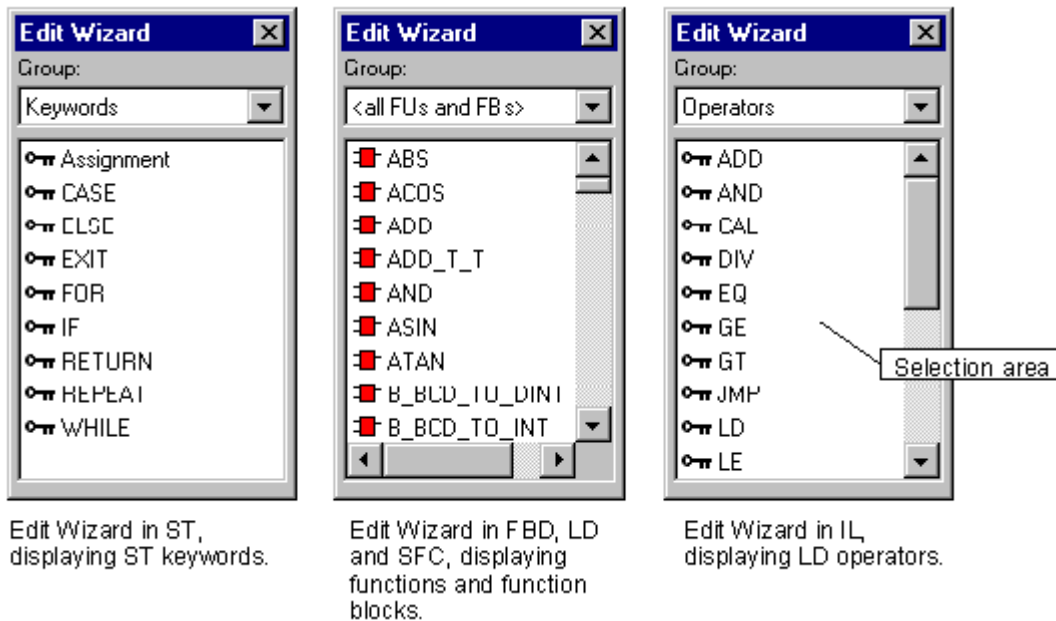 Edit Wizard
Group:
Keywords
Assignment
CASE
ELSE
EXIT
FOR
IF
RETURN
REPEAT
WHILE
Edit Wizard in ST,
displaying ST keywords.
Edit Wizard
Group:
<all FUs and FBs>
ABS
ACOS
ADD
ADD_T_T
AND
ASIN
ATAN
B_BCD_TO_DINT
B_BCD_TO_INT
Edit Wizard in FBD, LD
and SFC, displaying
functions and function
blocks.
Edit Wizard
Group:
Operators
ADD
AND
CAL
DIV
EQ
GE
GT
JMP
LD
LE
Selection area
Edit Wizard in IL,
displaying LD operators.